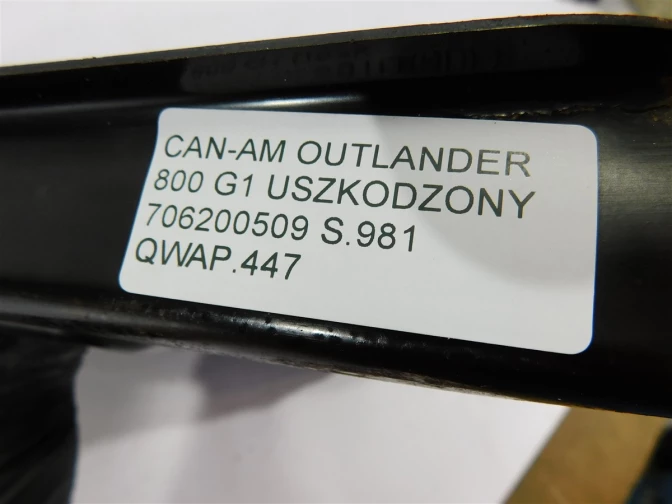 CAN-AM OUTLANDER
800 G1 USZKODZONY
706200509 S.981
QWAP.447